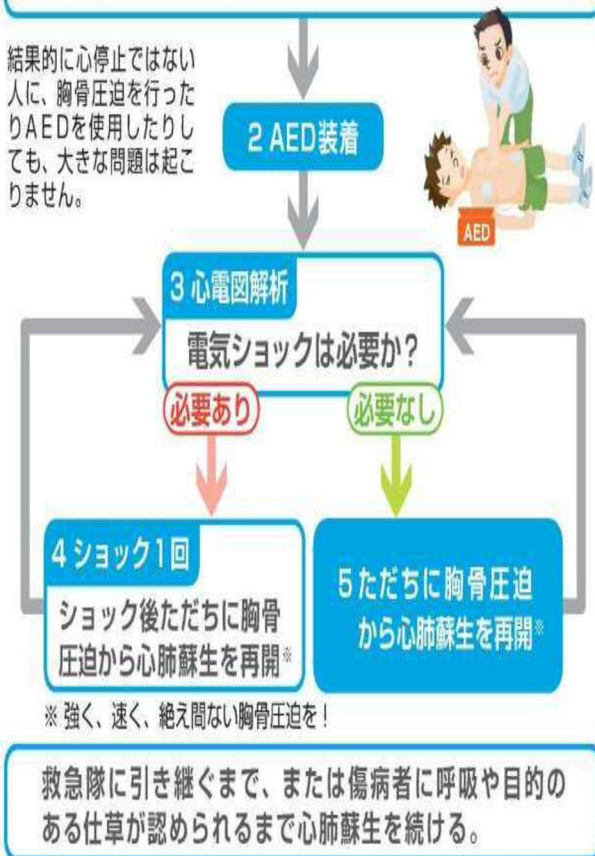 結果的に心停止ではない
人に、胸骨圧迫を行った
りAEDを使用したりし
ても、大きな問題は起こ
りません。
2 AED装着
AED
3 心電図解析
電気ショックは必要か？
必要あり
必要なし
4 ショック1回
ショック後ただちに胸骨
圧迫から心肺蘇生を再開※
5 ただちに胸骨圧迫
から心肺蘇生を再開※
※ 強く、速く、絶え間ない胸骨圧迫を！
救急隊に引き継ぐまで、または傷病者に呼吸や目的の
ある仕草が認められるまで心肺蘇生を続ける。